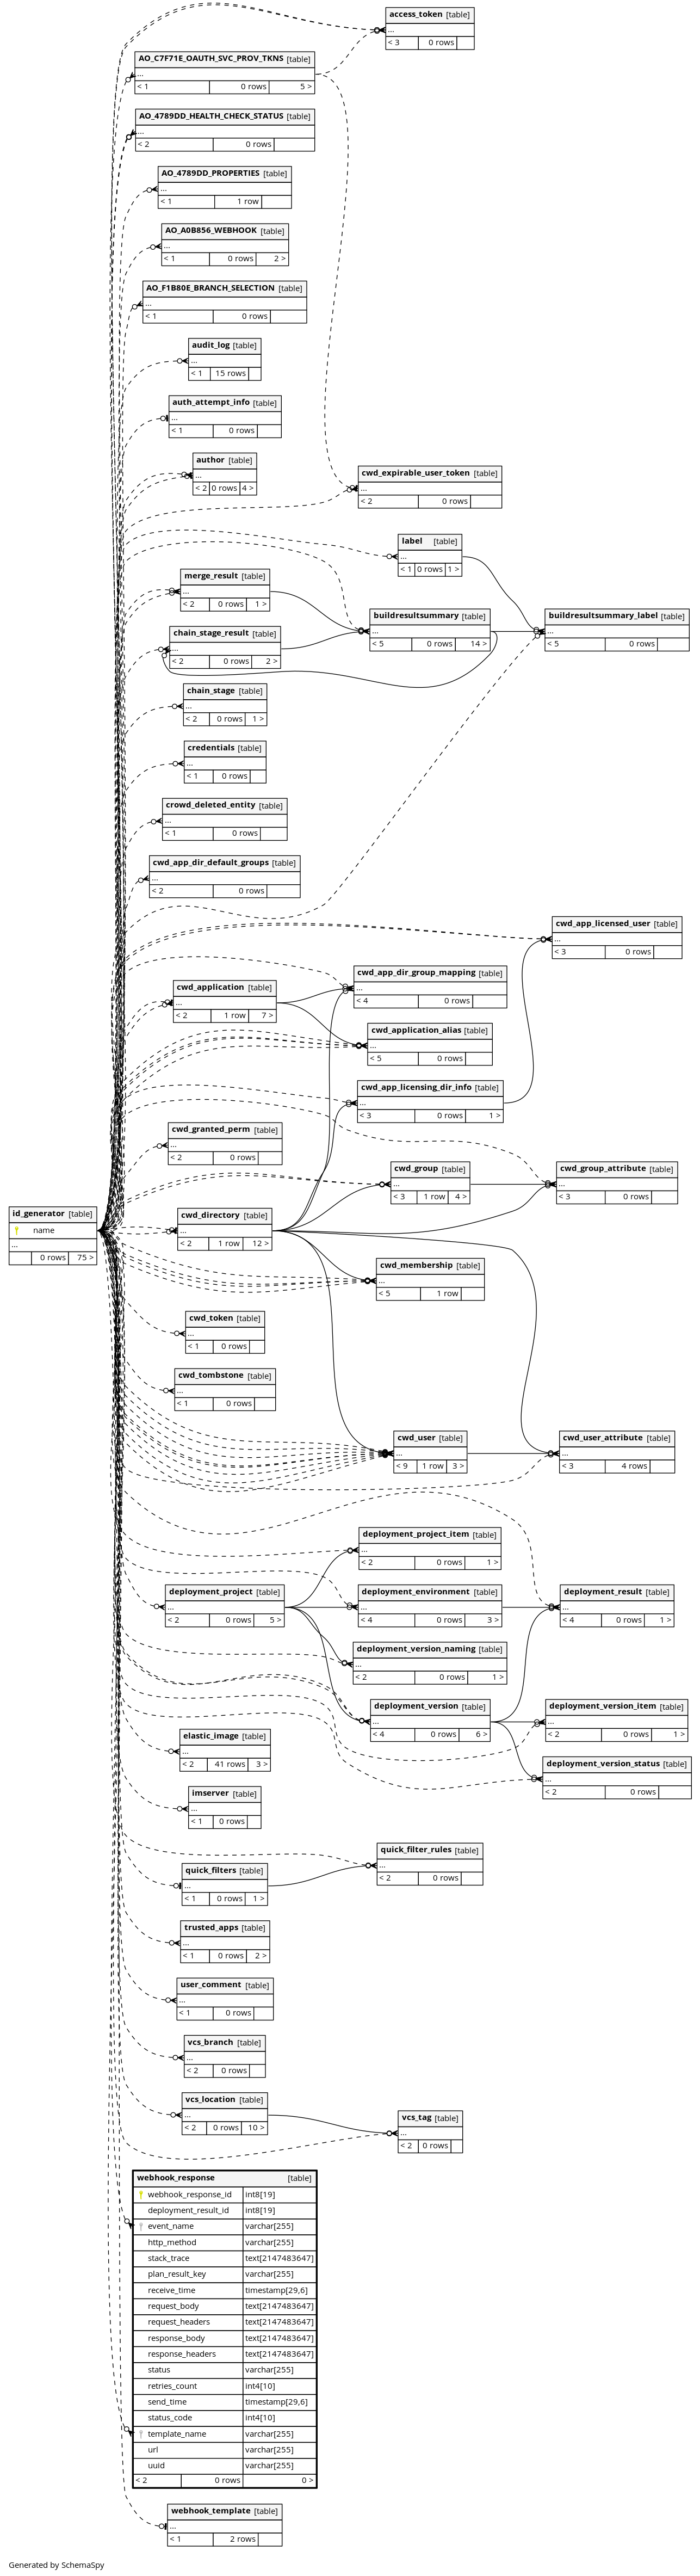 access_token [table]
...
< 3 0 rows
AO_C7F71E_OAUTH_SVC_PROV_TKNS [table]
...
< 1 0 rows 5 >
AO_4789DD_HEALTH_CHECK_STATUS [table]
...
< 2 0 rows
AO_4789DD_PROPERTIES [table]
...
< 1 1 row
AO_A0B856_WEBHOOK [table]
...
< 1 0 rows 2 >
AO_F1B80E_BRANCH_SELECTION [table]
...
< 1 0 rows
audit_log [table]
...
< 1 15 rows
auth_attempt_info [table]
...
< 1 0 rows
author [table]
...
< 2 0 rows 4 >
cwd_expirable_user_token [table]
...
< 2 0 rows
label [table]
...
< 1 0 rows 1 >
merge_result [table]
...
< 2 0 rows 1 >
buildresultsummary [table]
...
< 5 0 rows 14 >
buildresultsummary_label [table]
...
< 5 0 rows
chain_stage_result [table]
...
< 2 0 rows 2 >
chain_stage [table]
...
< 2 0 rows 1 >
credentials [table]
...
< 1 0 rows
crowd_deleted_entity [table]
...
< 1 0 rows
cwd_app_dir_default_groups [table]
...
< 2 0 rows
cwd_app_licensed_user [table]
...
< 3 0 rows
cwd_app_dir_group_mapping [table]
...
< 4 0 rows
cwd_application [table]
...
< 2 1 row 7 >
cwd_application_alias [table]
...
< 5 0 rows
cwd_app_licensing_dir_info [table]
...
< 3 0 rows 1 >
cwd_granted_perm [table]
...
< 2 0 rows
cwd_group [table]
...
< 3 1 row 4 >
cwd_group_attribute [table]
...
< 3 0 rows
id_generator [table]
name
...
0 rows 75 >
cwd_directory [table]
...
< 2 1 row 12 >
cwd_membership [table]
...
< 5 1 row
cwd_token [table]
...
< 1 0 rows
cwd_tombstone [table]
...
< 1 0 rows
cwd_user [table]
...
< 9 1 row 3 >
cwd_user_attribute [table]
...
< 3 4 rows
deployment_project_item [table]
...
< 2 0 rows 1 >
deployment_project [table]
...
< 2 0 rows 5 >
deployment_environment [table]
...
< 4 0 rows 3 >
deployment_result [table]
...
< 4 0 rows 1 >
deployment_version_naming [table]
...
< 2 0 rows 1 >
deployment_version [table]
...
< 4 0 rows 6 >
deployment_version_item [table]
...
< 2 0 rows 1 >
elastic_image [table]
...
< 2 41 rows 3 >
deployment_version_status [table]
...
< 2 0 rows
imserver [table]
...
< 1 0 rows
quick_filter_rules [table]
...
< 2 0 rows
quick_filters [table]
...
< 1 0 rows 1 >
trusted_apps [table]
...
< 1 0 rows 2 >
user_comment [table]
...
< 1 0 rows
vcs_branch [table]
...
< 2 0 rows
vcs_location [table]
...
< 2 0 rows 10 >
vcs_tag [table]
...
< 2 0 rows
webhook_response [table]
webhook_response_id int8[19]
deployment_result_id int8[19]
event_name varchar[255]
http_method varchar[255]
stack_trace text[2147483647]
plan_result_key varchar[255]
receive_time timestamp[29,6]
request_body text[2147483647]
request_headers text[2147483647]
response_body text[2147483647]
response_headers text[2147483647]
status varchar[255]
retries_count int4[10]
send_time timestamp[29,6]
status_code int4[10]
template_name varchar[255]
url varchar[255]
uuid varchar[255]
< 2 0 rows 0 >
webhook_template [table]
...
< 1 2 rows
Generated by SchemaSpy